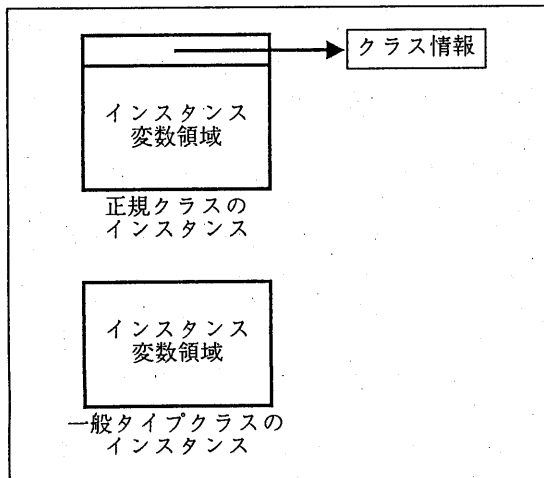 クラス情報
インスタンス
変数領域
正規クラスの
インスタンス
インスタンス
変数領域
一般タイプクラスの
インスタンス